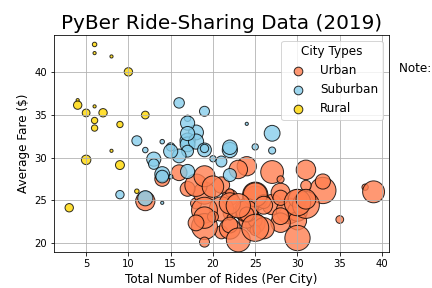 PyBer Ride-Sharing Data (2019)
City Types
Urban
Suburban
Rural
Note:
Average Fare ($)
40
35
30
25
20
5 10 15 20 25 30 35 40
Total Number of Rides (Per City)